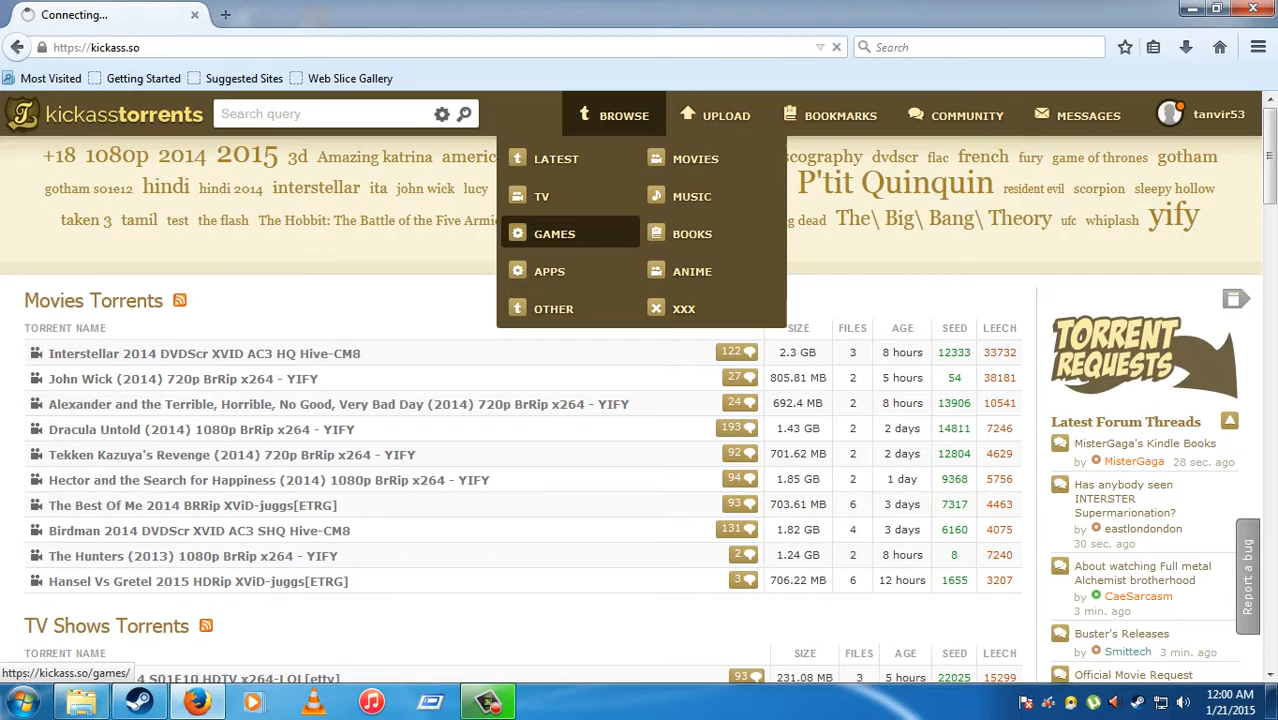 Connecting...
https://kickass.so
Search
Most Visited Getting Started Suggested Sites Web Slice Gallery
kickasstorrents Search query BROWSE UPLOAD BOOKMARKS COMMUNITY MESSAGES tanvir53
+18 1080p 2014 2015 3d Amazing katrina americ scography dvdscr flac french fury game of thrones gotham
gotham s01e12 hindi hindi 2014 interstellar ita john wick lucy P'tit Quinquin resident evil scorpion sleepy hollow
taken 3 tamil test the flash The Hobbit: The Battle of the Five Armie ng dead The\ Big\ Bang\ Theory ufc whiplash yify
LATEST MOVIES
TV MUSIC
GAMES BOOKS
APPS ANIME
OTHER XXX
Movies Torrents
TORRENT NAME SIZE FILES AGE SEED LEECH
Interstellar 2014 DVDScr XVID AC3 HQ Hive-CM8 122 2.3 GB 3 8 hours 12333 33732
John Wick (2014) 720p BrRip x264 - YIFY 27 805.81 MB 2 5 hours 54 38181
Alexander and the Terrible, Horrible, No Good, Very Bad Day (2014) 720p BrRip x264 - YIFY 24 692.4 MB 2 8 hours 13906 10541
Dracula Untold (2014) 1080p BrRip x264 - YIFY 193 1.43 GB 2 2 days 14811 7246
Tekken Kazuya's Revenge (2014) 720p BrRip x264 - YIFY 92 701.62 MB 2 2 days 12804 4629
Hector and the Search for Happiness (2014) 1080p BrRip x264 - YIFY 94 1.85 GB 2 1 day 9368 5756
The Best Of Me 2014 BRRip XViD-juggs[ETRG] 93 703.61 MB 6 3 days 7317 4463
Birdman 2014 DVDScr XVID AC3 SHQ Hive-CM8 131 1.82 GB 4 3 days 6160 4075
The Hunters (2013) 1080p BrRip x264 - YIFY 2 1.24 GB 2 8 hours 8 7240
Hansel Vs Gretel 2015 HDRip XViD-juggs[ETRG] 3 706.22 MB 6 12 hours 1655 3207
TV Shows Torrents
TORRENT NAME SIZE FILES AGE SEED LEECH
4 S01E10 HDTV x264-LOL[ettv] 93 231.08 MB 3 5 hours 22025 15299
TORRENT
REQUESTS
Latest Forum Threads
MisterGaga's Kindle Books
by MisterGaga 28 sec. ago
Has anybody seen
INTERSTER
Supermarionation?
by eastlondondon
30 sec. ago
About watching Full metal
Alchemist brotherhood
by CaeSarcasm
3 min. ago
Buster's Releases
by Smittech 3 min. ago
Official Movie Request
Report a bug
https://kickass.so/games/
12:00 AM
1/21/2015